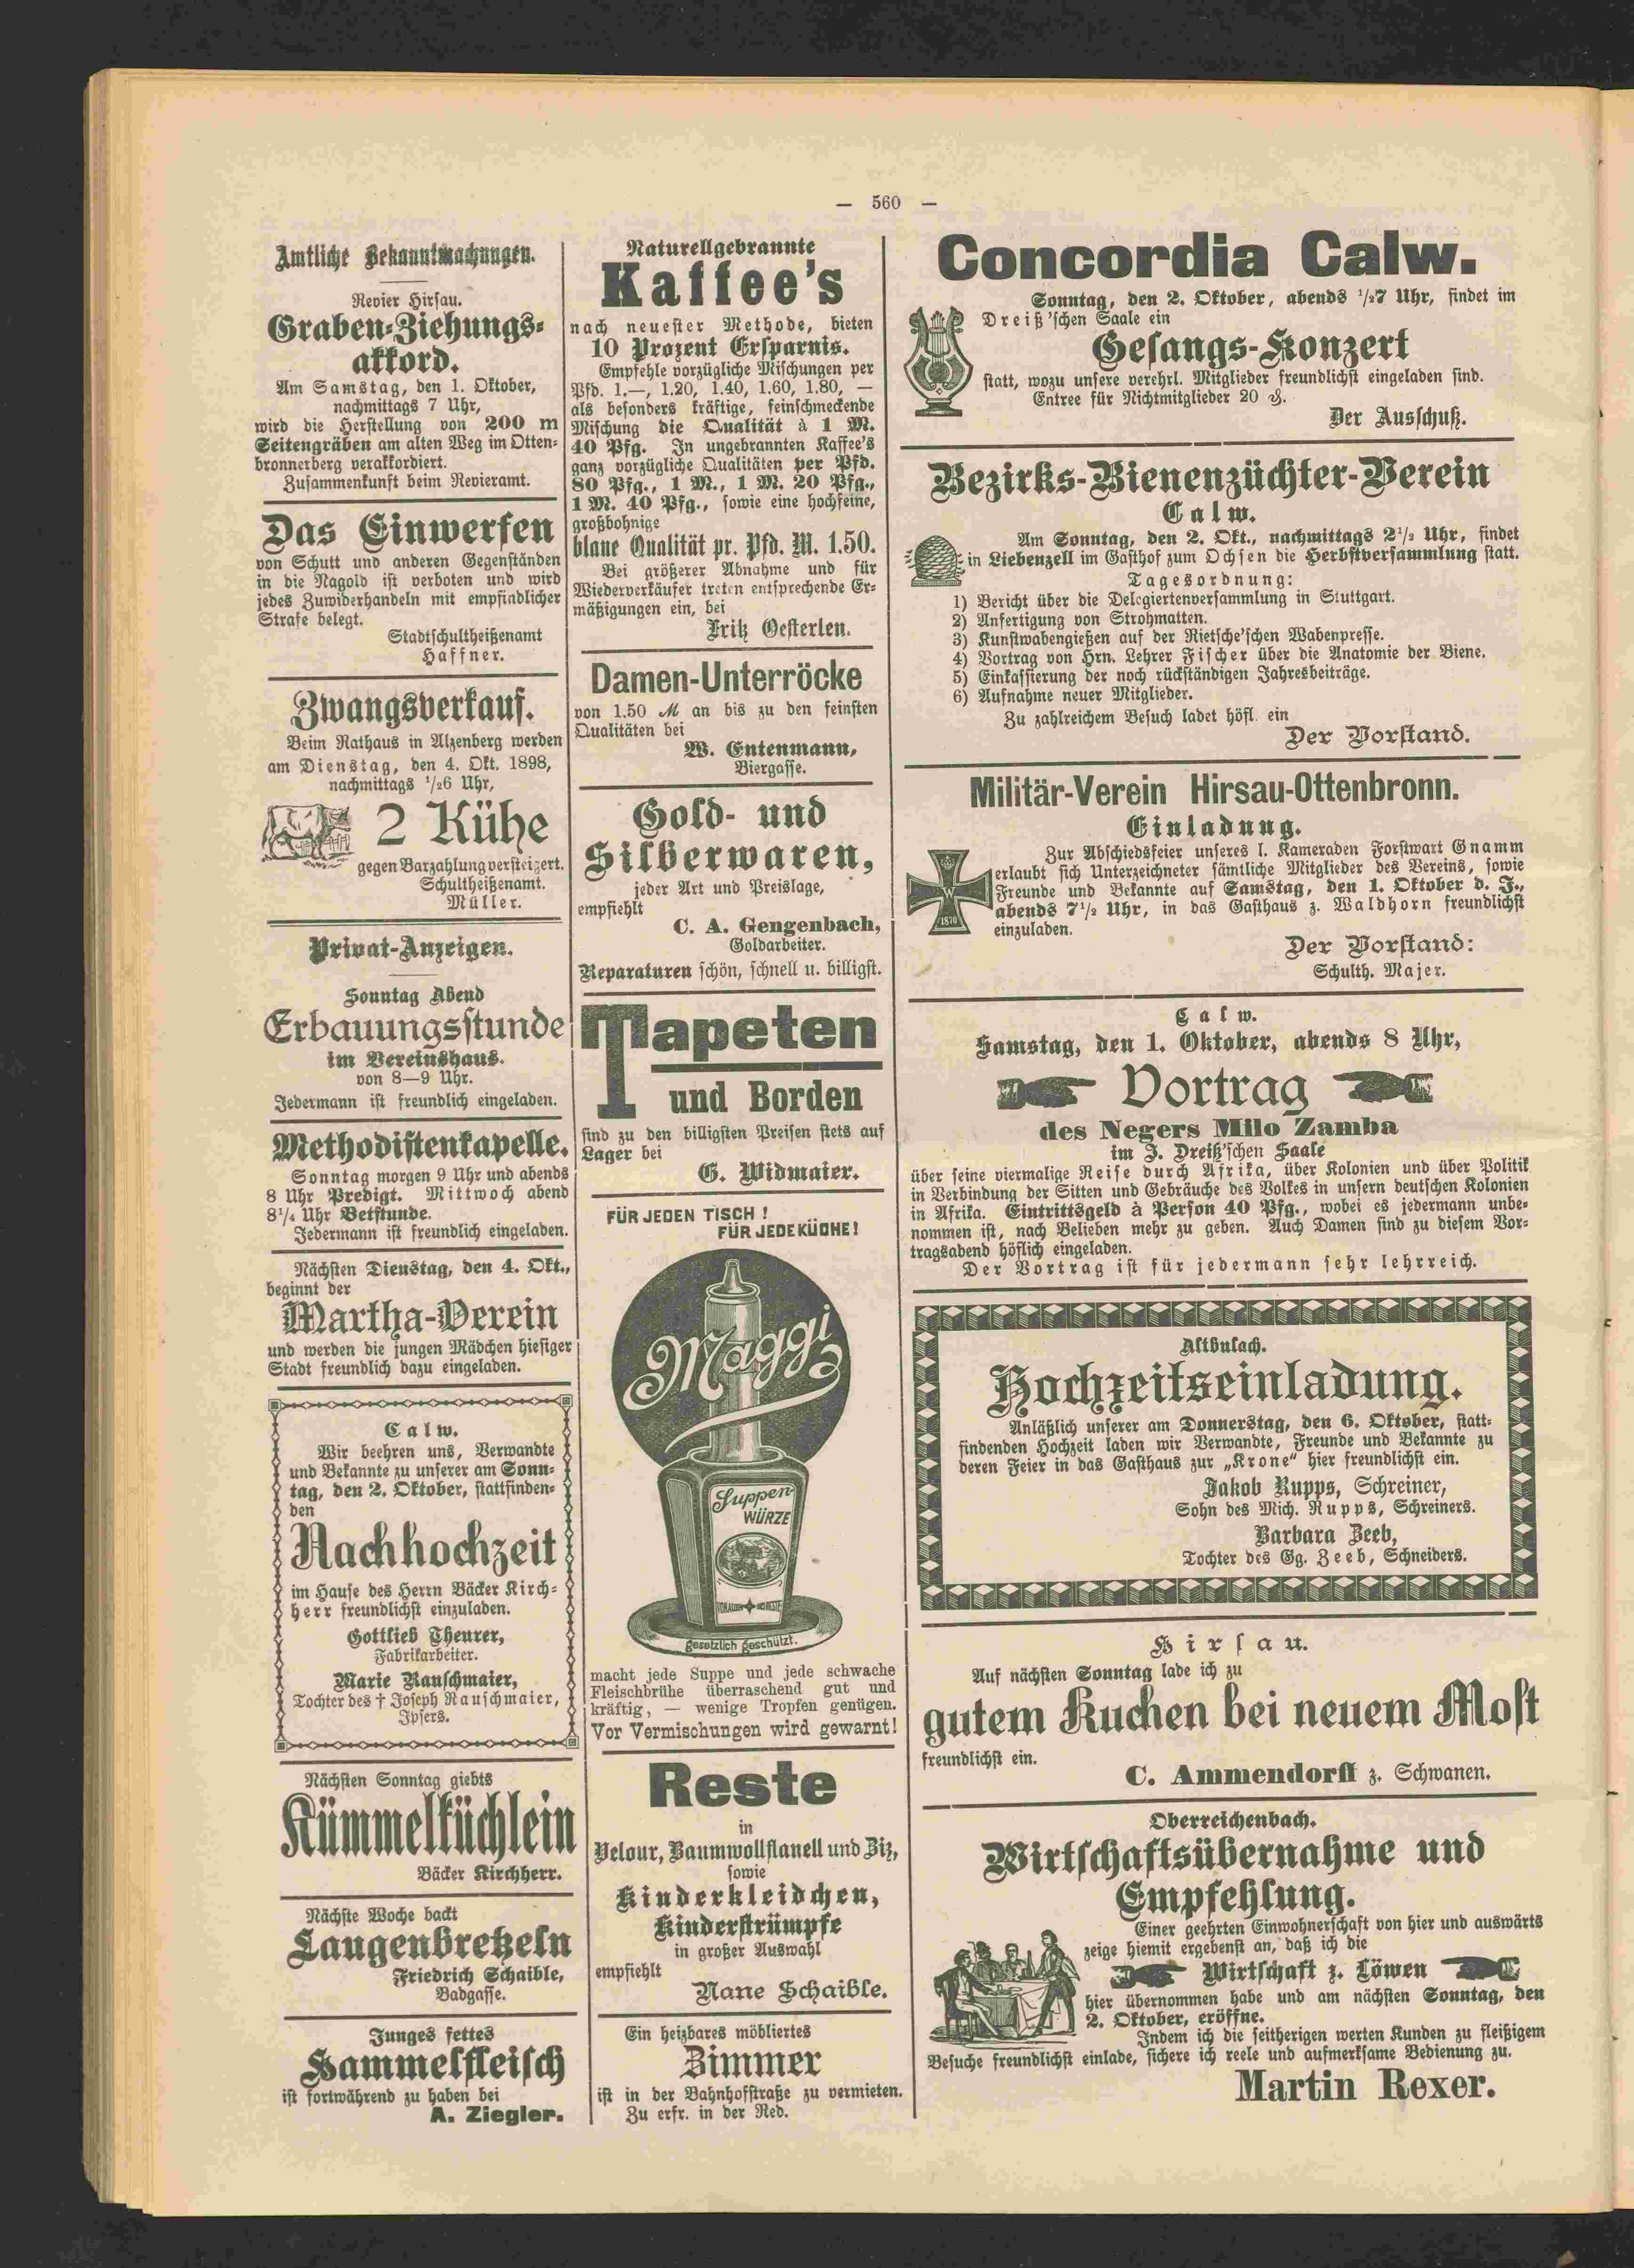 — 560 —
Amtliche Bekanntmachungen.
Revier Hirsau.
Graben-Ziehungs-
akkord.
Am Samstag, den 1. Oktober,
nachmittags 7 Uhr,
wird die Herstellung von 200 m
Seitengräben am alten Weg im Otten-
bronnerberg verakkordiert.
Zusammenkunft beim Revieramt.
Das Einwerfen
von Schutt und anderen Gegenständen
in die Nagold ist verboten und wird
jedes Zuwiderhandeln mit empfindlicher
Strafe belegt.
Stadtschultheißenamt
Haffner.
Zwangsverkauf.
Beim Rathaus in Alzenberg werden
am Dienstag, den 4. Okt. 1898,
nachmittags 1/26 Uhr,
2 Kühe
gegen Barzahlung versteigert.
Schultheißenamt.
Müller.
Privat-Anzeigen.
Sonntag Abend
Erbauungsstunde
im Vereinshaus.
von 8—9 Uhr.
Jedermann ist freundlich eingeladen.
Methodistenkapelle.
Sonntag morgen 9 Uhr und abends
8 Uhr Predigt. Mittwoch abend
8 1/4 Uhr Betstunde.
Jedermann ist freundlich eingeladen.
Nächsten Dienstag, den 4. Okt.,
beginnt der
Martha-Verein
und werden die jungen Mädchen hiesiger
Stadt freundlich dazu eingeladen.
Calw.
Wir beehren uns, Verwandte
und Bekannte zu unserer am Sonn-
tag, den 2. Oktober, stattfinden-
den
Nachhochzeit
im Hause des Herrn Bäcker Kirch-
herr freundlichst einzuladen.
Gottlieb Theurer,
Fabrikarbeiter.
Marie Rauschmaier,
Tochter des † Joseph Rauschmaier,
Ipsers.
Nächsten Sonntag giebts
Kümmelküchlein
Bäcker Kirchherr.
Nächste Woche backt
Laugenbretzeln
Friedrich Schaible,
Badgasse.
Junges fettes
Hammelfleisch
ist fortwährend zu haben bei
A. Ziegler.
Naturellgebrannte
Kaffee's
nach neuester Methode, bieten
10 Prozent Ersparnis.
Empfehle vorzügliche Mischungen per
Pfd. 1.—, 1.20, 1.40, 1.60, 1.80, —
als besonders kräftige, feinschmeckende
Mischung die Qualität à 1 M.
40 Pfg. In ungebrannten Kaffee's
ganz vorzügliche Qualitäten per Pfd.
80 Pfg., 1 M., 1 M. 20 Pfg.,
1 M. 40 Pfg., sowie eine hochfeine,
großbohnige
blaue Qualität pr. Pfd. M. 1.50.
Bei größerer Abnahme und für
Wiederverkäufer treten entsprechende Er-
mäßigungen ein, bei
Fritz Oesterlen.
Damen-Unterröcke
von 1.50 M an bis zu den feinsten
Qualitäten bei
W. Entenmann,
Biergasse.
Gold- und
Silberwaren,
jeder Art und Preislage,
empfiehlt
C. A. Gengenbach,
Goldarbeiter.
Reparaturen schön, schnell u. billigst.
Tapeten
und Borden
sind zu den billigsten Preisen stets auf
Lager bei
G. Widmaier.
FÜR JEDEN TISCH!
FÜR JEDE KÜCHE!
Maggi
Suppen
WÜRZE
gesetzlich geschützt.
macht jede Suppe und jede schwache
Fleischbrühe überraschend gut und
kräftig, — wenige Tropfen genügen.
Vor Vermischungen wird gewarnt!
Reste
in
Velour, Baumwollflanell und Ziz,
sowie
Kinderkleidchen,
Kinderstrümpfe
in großer Auswahl
empfiehlt
Nane Schaible.
Ein heizbares möbliertes
Zimmer
ist in der Bahnhofstraße zu vermieten.
Zu erfr. in der Red.
Concordia Calw.
Sonntag, den 2. Oktober, abends 1/27 Uhr, findet im
Dreiß'schen Saale ein
Gesangs-Konzert
statt, wozu unsere verehrl. Mitglieder freundlichst eingeladen sind.
Entree für Nichtmitglieder 20 ₰.
Der Ausschuß.
Bezirks-Bienenzüchter-Verein
Calw.
Am Sonntag, den 2. Okt., nachmittags 2 1/2 Uhr, findet
in Liebenzell im Gasthof zum Ochsen die Herbstversammlung statt.
Tagesordnung:
1) Bericht über die Delegiertenversammlung in Stuttgart.
2) Anfertigung von Strohmatten.
3) Kunstwabengießen auf der Rietsche'schen Wabenpresse.
4) Vortrag von Hrn. Lehrer Fischer über die Anatomie der Biene.
5) Einkassierung der noch rückständigen Jahresbeiträge.
6) Aufnahme neuer Mitglieder.
Zu zahlreichem Besuch ladet höfl. ein
Der Vorstand.
Militär-Verein Hirsau-Ottenbronn.
Einladung.
Zur Abschiedsfeier unseres l. Kameraden Forstwart Gnamm
erlaubt sich Unterzeichneter sämtliche Mitglieder des Vereins, sowie
Freunde und Bekannte auf Samstag, den 1. Oktober d. J.,
abends 7 1/2 Uhr, in das Gasthaus z. Waldhorn freundlichst
einzuladen.
W
1870
Der Vorstand:
Schulth. Majer.
Calw.
Samstag, den 1. Oktober, abends 8 Uhr,
Vortrag
des Negers Milo Zamba
im J. Dreiß'schen Saale
über seine viermalige Reise durch Afrika, über Kolonien und über Politik
in Verbindung der Sitten und Gebräuche des Volkes in unsern deutschen Kolonien
in Afrika. Eintrittsgeld à Person 40 Pfg., wobei es jedermann unbe-
nommen ist, nach Belieben mehr zu geben. Auch Damen sind zu diesem Vor-
tragsabend höflich eingeladen.
Der Vortrag ist für jedermann sehr lehrreich.
Altbulach.
Hochzeitseinladung.
Anläßlich unserer am Donnerstag, den 6. Oktober, statt-
findenden Hochzeit laden wir Verwandte, Freunde und Bekannte zu
deren Feier in das Gasthaus zur „Krone“ hier freundlichst ein.
Jakob Rupps, Schreiner,
Sohn des Mich. Rupps, Schreiners.
Barbara Zeeb,
Tochter des Gg. Zeeb, Schneiders.
Hirsau.
Auf nächsten Sonntag lade ich zu
gutem Kuchen bei neuem Most
freundlichst ein.
C. Ammendorff z. Schwanen.
Oberreichenbach.
Wirtschaftsübernahme und
Empfehlung.
Einer geehrten Einwohnerschaft von hier und auswärts
zeige hiemit ergebenst an, daß ich die
Wirtschaft z. Löwen
hier übernommen habe und am nächsten Sonntag, den
2. Oktober, eröffne.
Indem ich die seitherigen werten Kunden zu fleißigem
Besuche freundlichst einlade, sichere ich reele und aufmerksame Bedienung zu.
Martin Rexer.